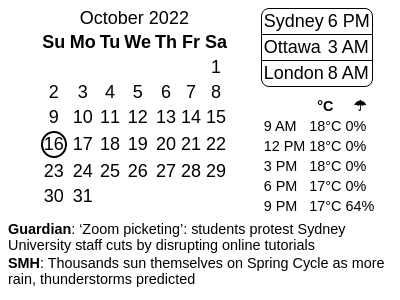 October 2022
Su Mo Tu We Th Fr Sa
1
2 3 4 5 6 7 8
9 10 11 12 13 14 15
16 17 18 19 20 21 22
23 24 25 26 27 28 29
30 31
Sydney 6 PM
Ottawa 3 AM
London 8 AM
°C ☂
9 AM 18°C 0%
12 PM 18°C 0%
3 PM 18°C 0%
6 PM 17°C 0%
9 PM 17°C 64%
Guardian: ‘Zoom picketing’: students protest Sydney
University staff cuts by disrupting online tutorials
SMH: Thousands sun themselves on Spring Cycle as more
rain, thunderstorms predicted